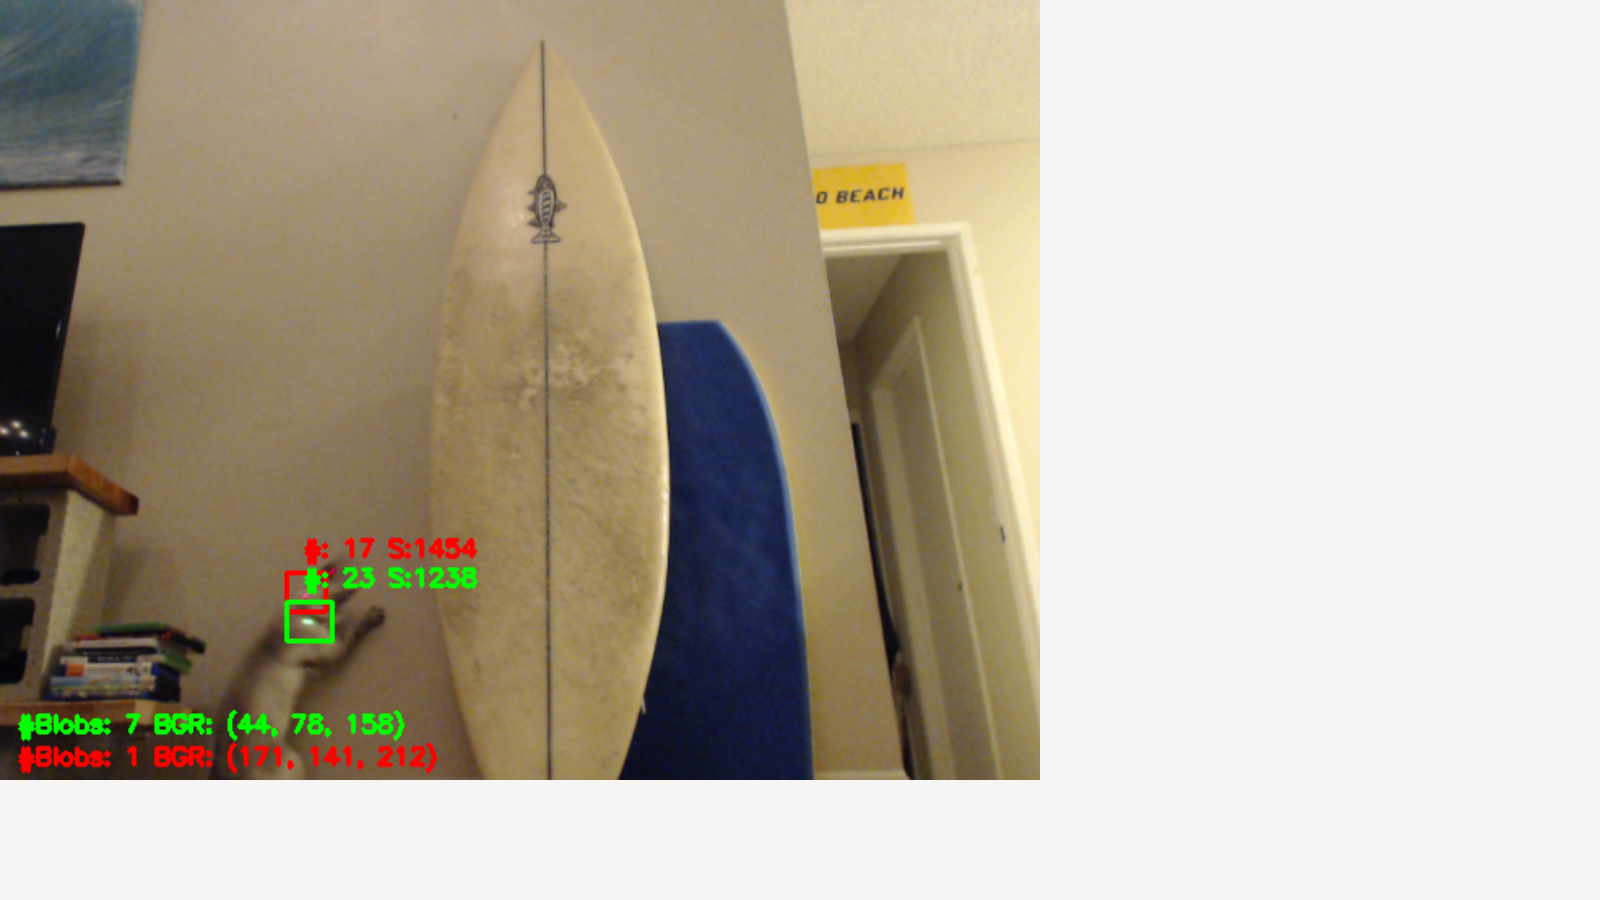 O BEACH
#: 17 S:1454
#: 23 S:1238
#Blobs: 7 BGR: (44, 78, 158)
#Blobs: 1 BGR: (171, 141, 212)